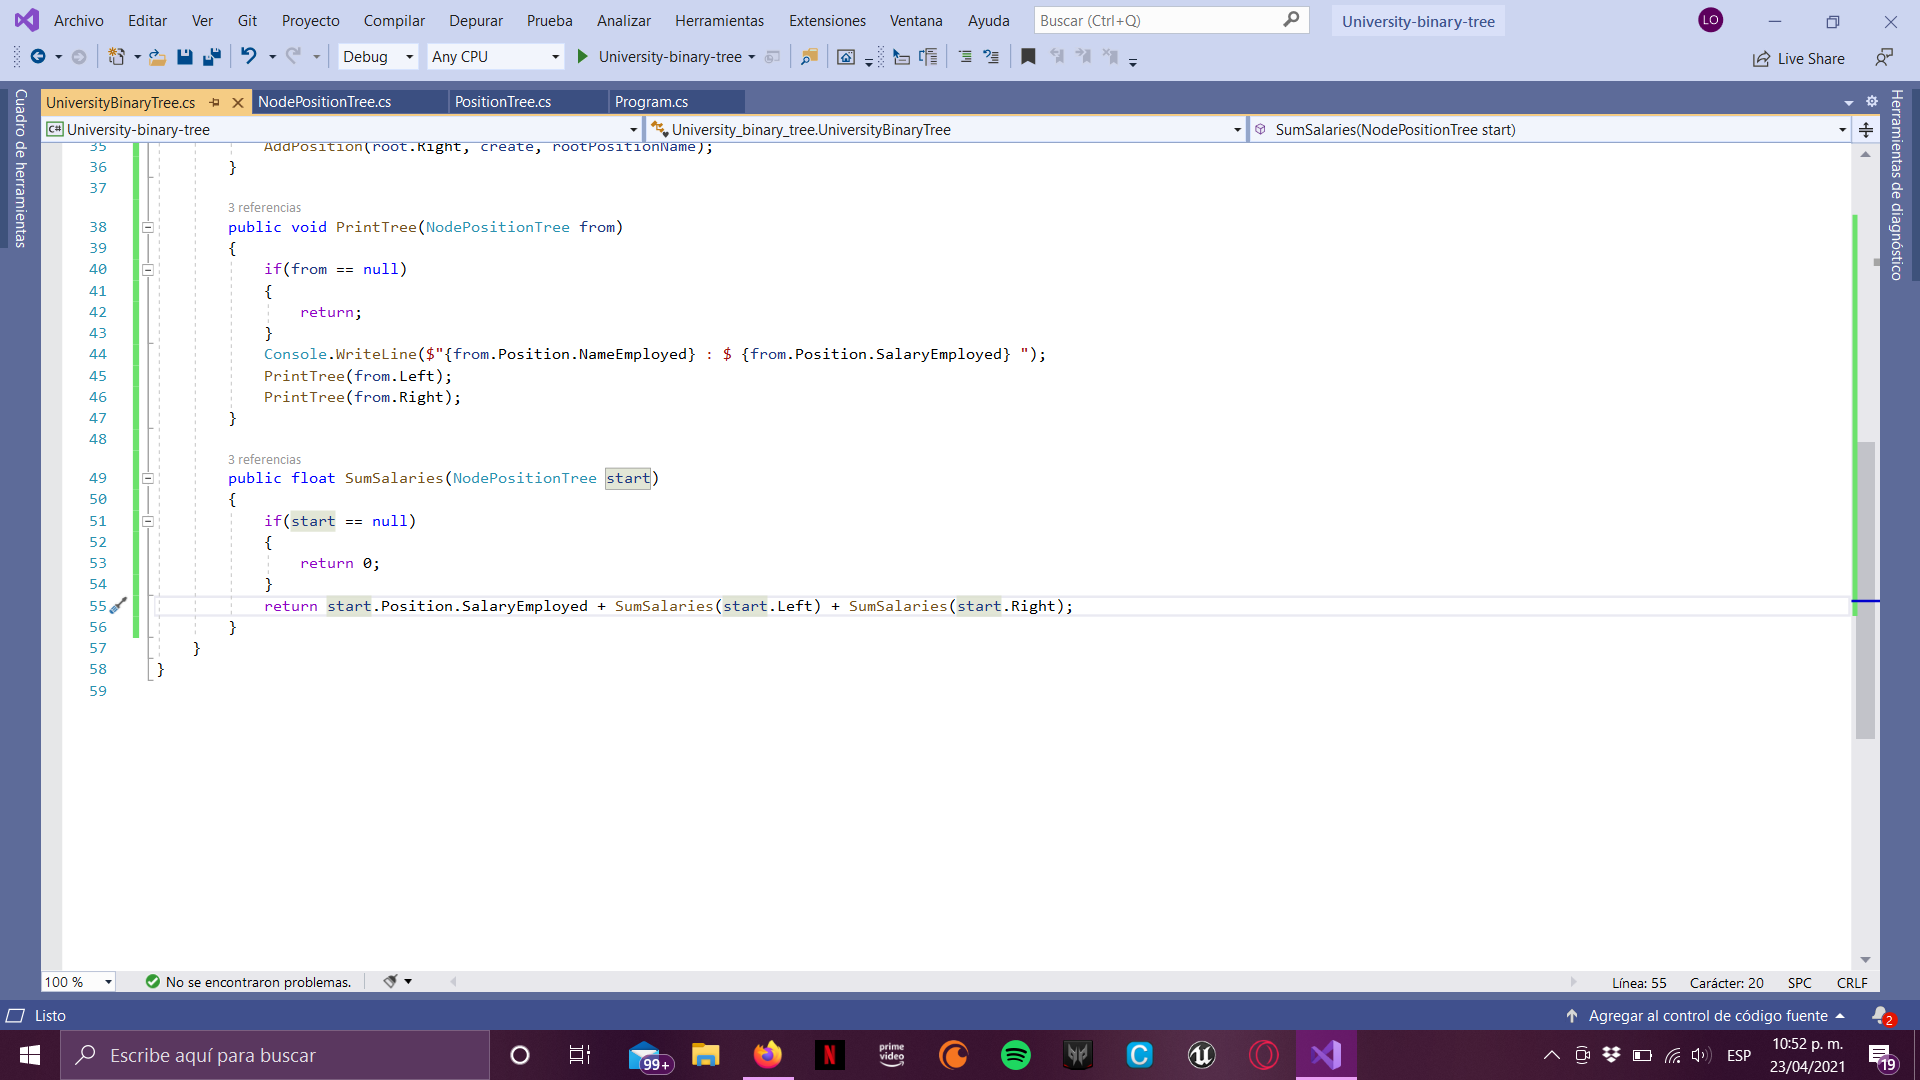 Archivo Editar Ver Git Proyecto Compilar Depurar Prueba Analizar Herramientas Extensiones Ventana Ayuda Buscar (Ctrl+Q) University-binary-tree LO
Debug Any CPU University-binary-tree Live Share
Cuadro de herramientas
UniversityBinaryTree.cs NodePositionTree.cs PositionTree.cs Program.cs
Herramientas de diagnóstico
C# University-binary-tree University_binary_tree.UniversityBinaryTree SumSalaries(NodePositionTree start)
35 AddPosition(root.Right, create, rootPositionName);
36 }
37
3 referencias
38 public void PrintTree(NodePositionTree from)
39 {
40 if(from == null)
41 {
42 return;
43 }
44 Console.WriteLine($"{from.Position.NameEmployed} : $ {from.Position.SalaryEmployed} ");
45 PrintTree(from.Left);
46 PrintTree(from.Right);
47 }
48
3 referencias
49 public float SumSalaries(NodePositionTree start)
50 {
51 if(start == null)
52 {
53 return 0;
54 }
55 return start.Position.SalaryEmployed + SumSalaries(start.Left) + SumSalaries(start.Right);
56 }
57 }
58 }
59
100 % No se encontraron problemas. Línea: 55 Carácter: 20 SPC CRLF
Listo Agregar al control de código fuente 2
Escribe aquí para buscar 99+ N prime video C ESP 10:52 p. m. 19
23/04/2021